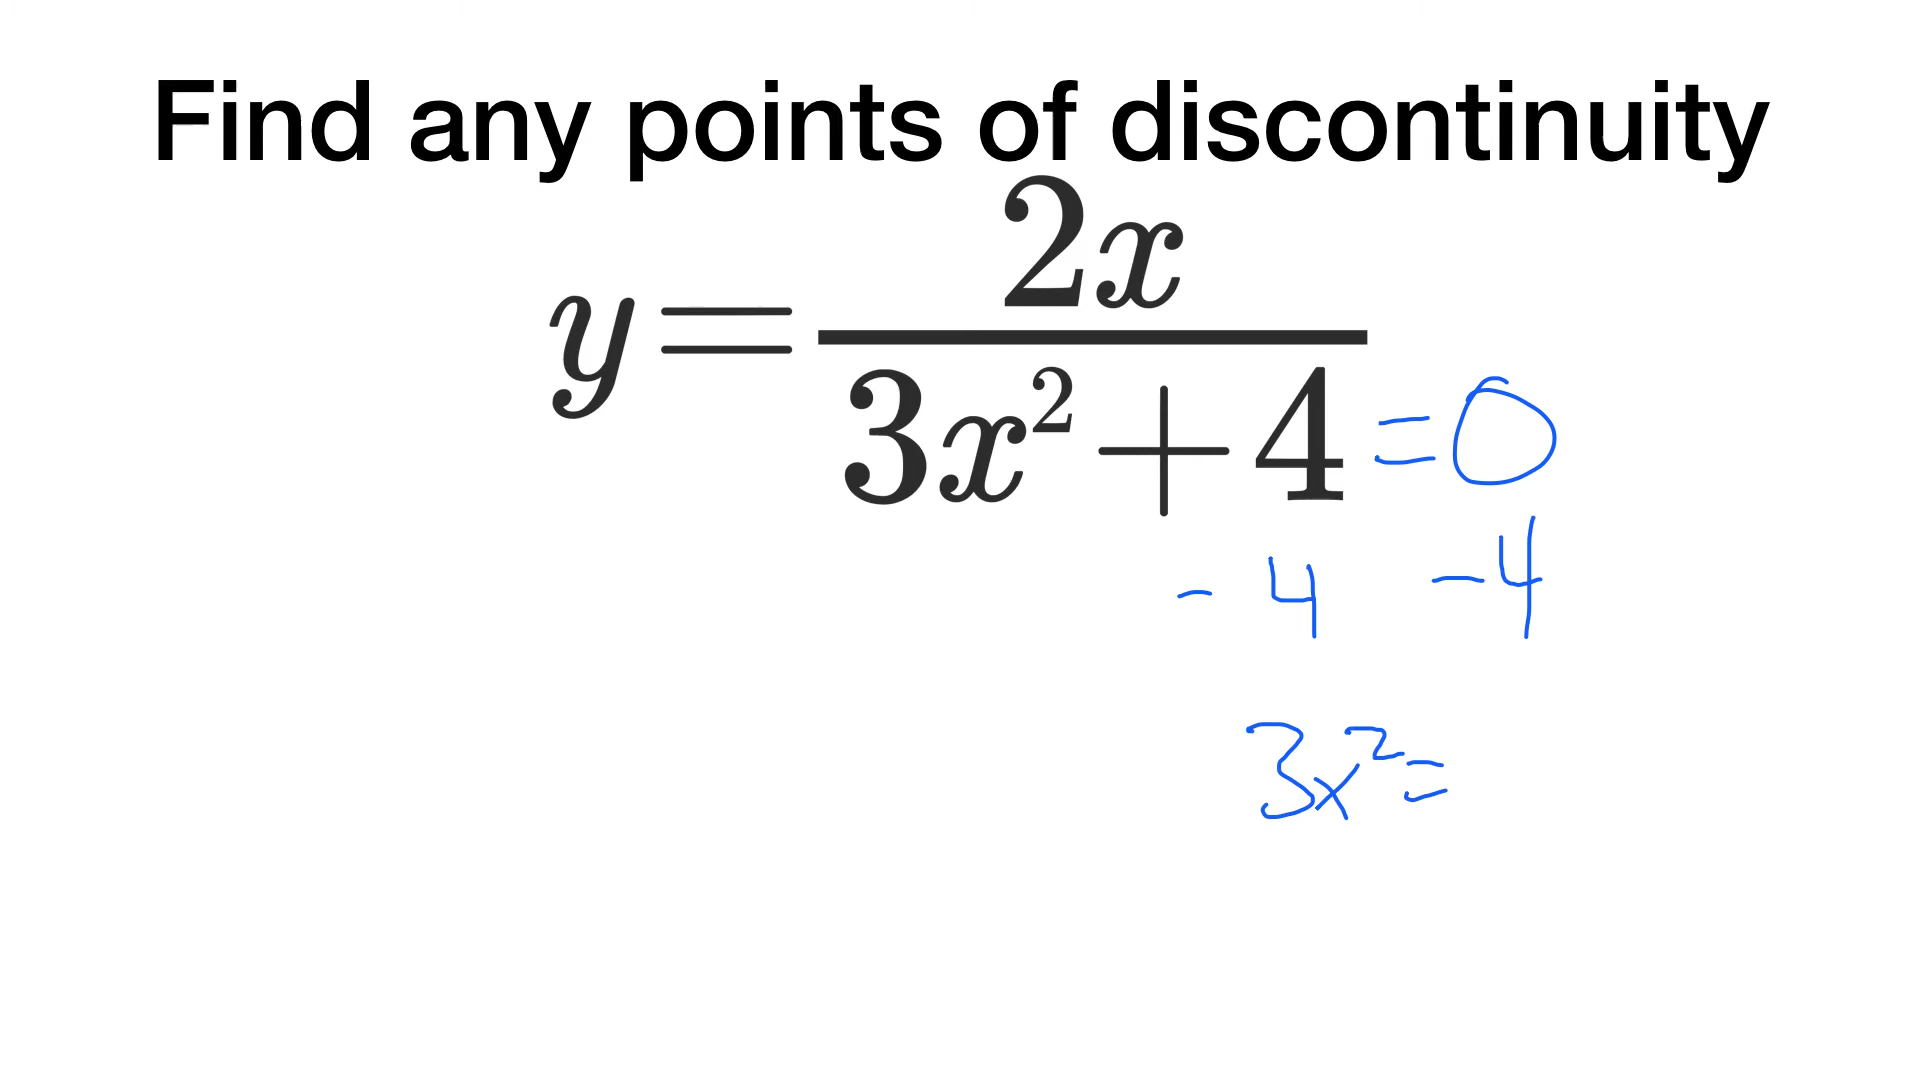 Find any points of discontinuity
y = 2x / 3x² + 4 = 0
- 4 - 4
3x² =